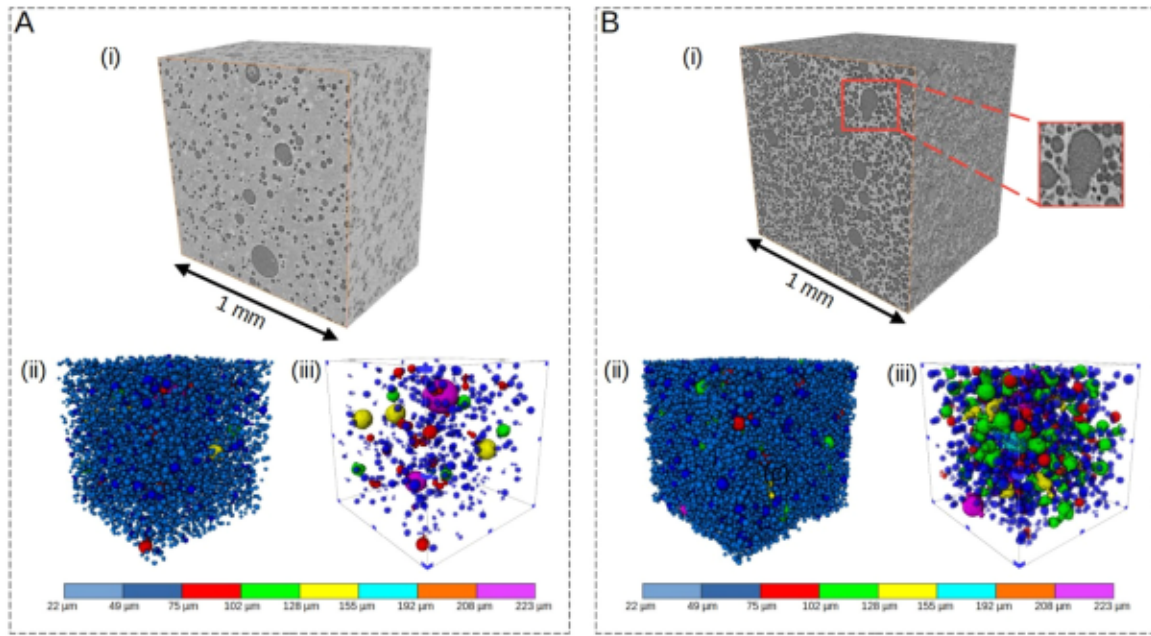 A
(i)
1 mm
(ii)
(iii)
22 µm 49 µm 75 µm 102 µm 128 µm 155 µm 192 µm 208 µm 223 µm
B
(i)
1 mm
(ii)
(iii)
22 µm 49 µm 75 µm 102 µm 128 µm 155 µm 192 µm 208 µm 223 µm